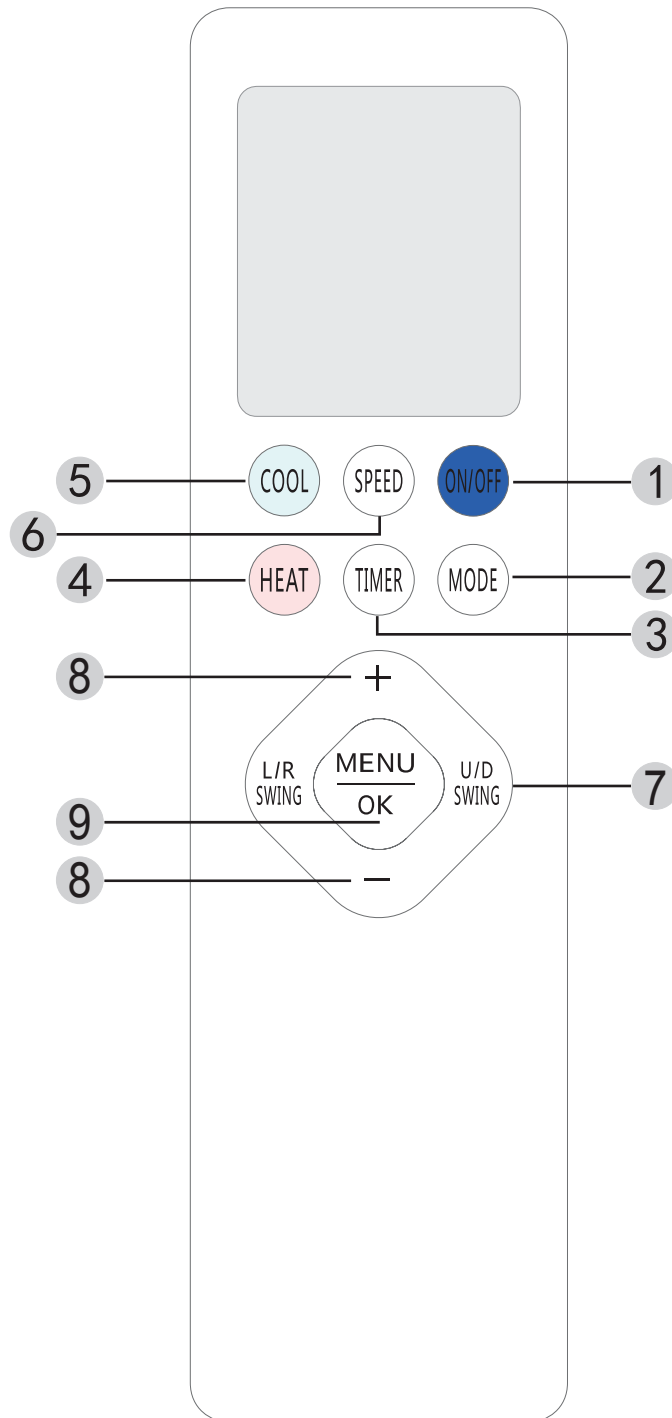 5
COOL
SPEED
ON/OFF
1
6
4
HEAT
TIMER
MODE
2
3
8
+
L/R
SWING
MENU
OK
U/D
SWING
7
9
8
−